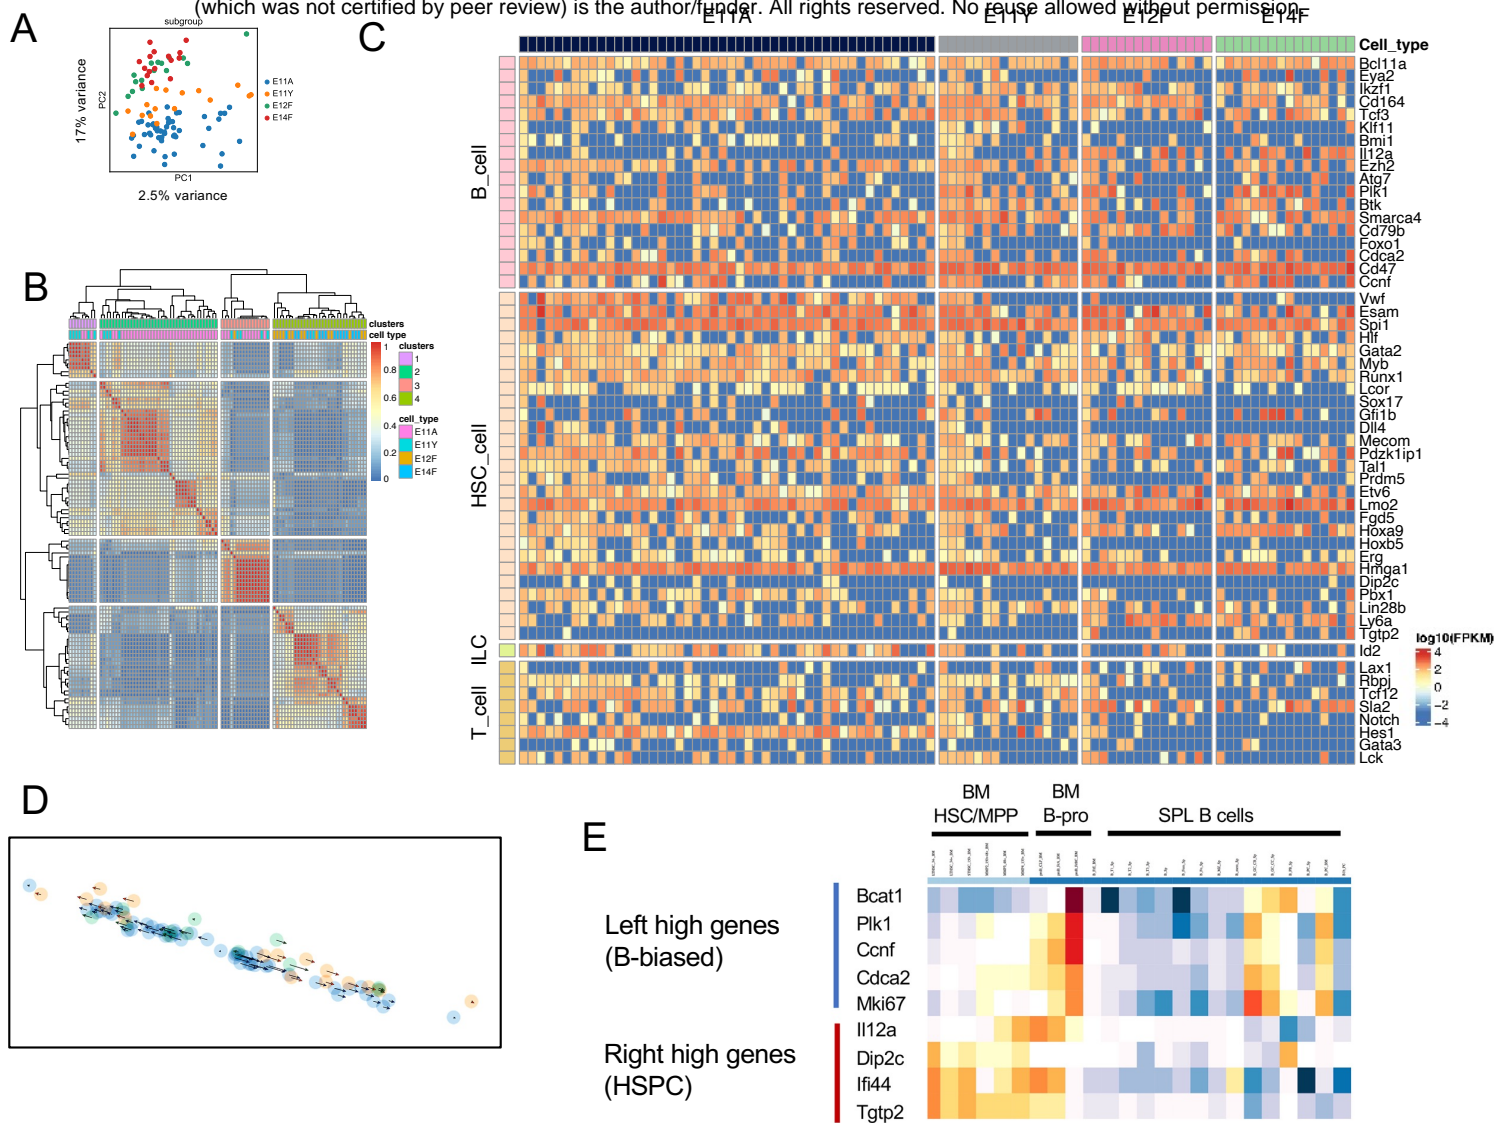 (which was not certified by peer review) is the author/funder. All rights reserved. No reuse allowed without permission.
A
subgroup
17% variance
PC2
PC1
2.5% variance
E11A
E11Y
E12F
E14F
B
clusters
cell type
1
0.8
0.6
0.4
0.2
0
clusters
1
2
3
4
cell_type
E11A
E11Y
E12F
E14F
C
E11A
E11Y
E12F
E14F
Cell_type
B_cell
Bcl11a
Eya2
Ikzf1
Cd164
Tcf3
Klf11
Bmi1
Il12a
Ezh2
Atg7
Plk1
Btk
Smarca4
Cd79b
Foxo1
Cdca2
Cd47
Ccnf
HSC_cell
Vwf
Esam
Spi1
Hlf
Gata2
Myb
Runx1
Lcor
Sox17
Gfi1b
Dll4
Mecom
Pdzk1ip1
Tal1
Prdm5
Etv6
Lmo2
Fgd5
Hoxa9
Hoxb5
Erg
Hmga1
Dip2c
Pbx1
Lin28b
Ly6a
Tgtp2
ILC
Id2
T_cell
Lax1
Rbpj
Tcf12
Sla2
Notch
Hes1
Gata3
Lck
log10(FPKM)
4
2
0
−2
−4
D
E
BM
HSC/MPP
BM
B-pro
SPL B cells
Left high genes
(B-biased)
Bcat1
Plk1
Ccnf
Cdca2
Mki67
Right high genes
(HSPC)
Il12a
Dip2c
Ifi44
Tgtp2